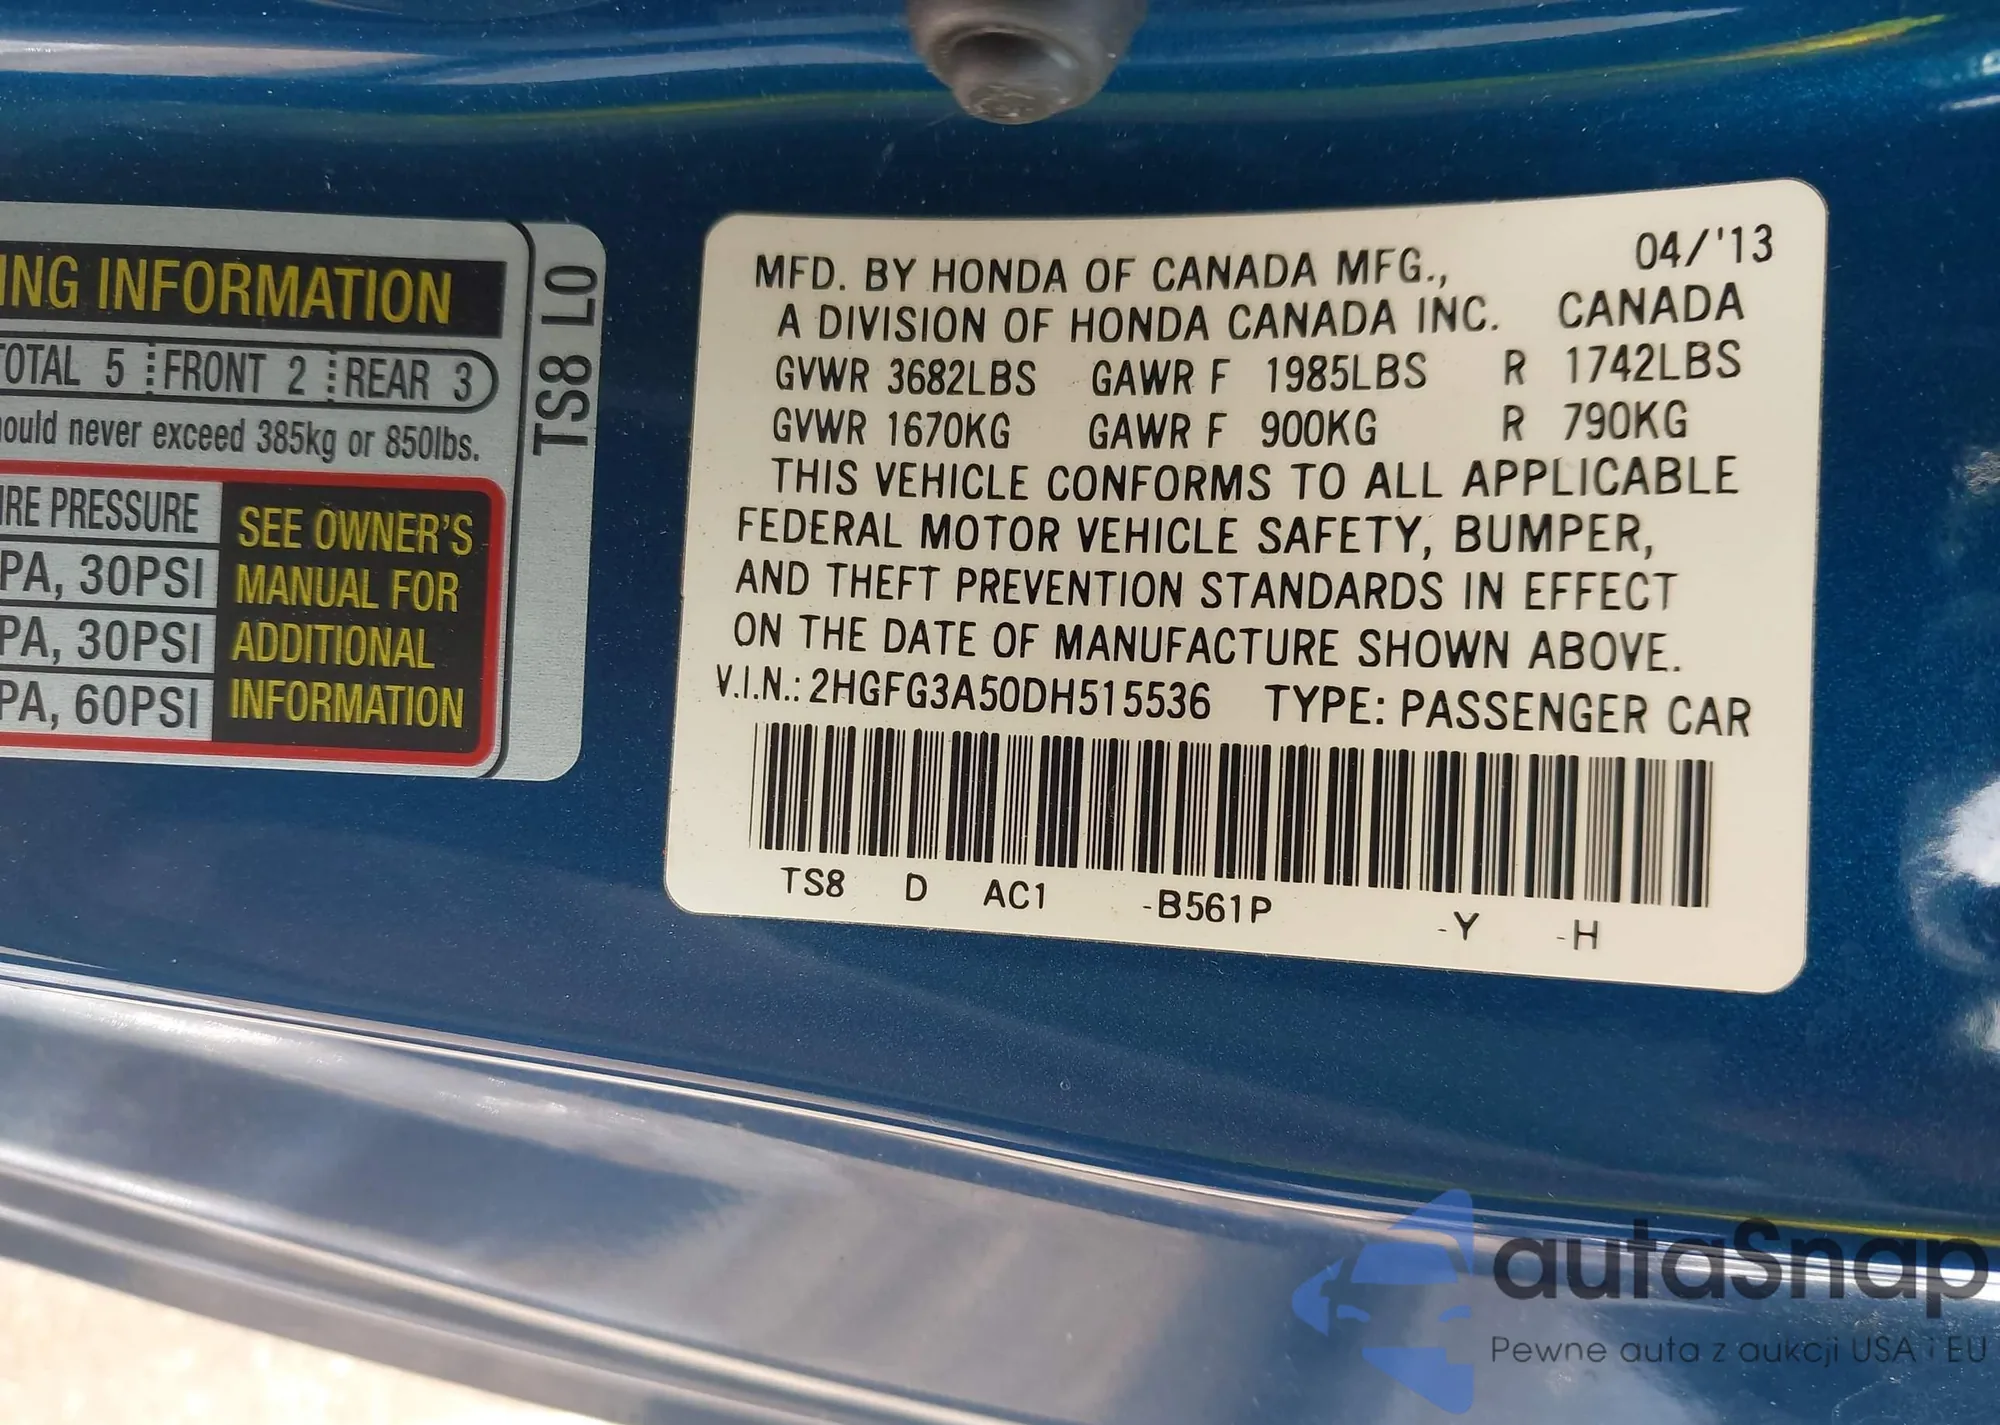 ING INFORMATION
TOTAL 5 FRONT 2 REAR 3
ould never exceed 385kg or 850lbs.
IRE PRESSURE
PA, 30PSI
PA, 30PSI
PA, 60PSI
SEE OWNER'S
MANUAL FOR
ADDITIONAL
INFORMATION
TS8 L0
04/'13
MFD. BY HONDA OF CANADA MFG.,
A DIVISION OF HONDA CANADA INC. CANADA
GVWR 3682LBS GAWR F 1985LBS R 1742LBS
GVWR 1670KG GAWR F 900KG R 790KG
THIS VEHICLE CONFORMS TO ALL APPLICABLE
FEDERAL MOTOR VEHICLE SAFETY, BUMPER,
AND THEFT PREVENTION STANDARDS IN EFFECT
ON THE DATE OF MANUFACTURE SHOWN ABOVE.
V.I.N.: 2HGFG3A50DH515536 TYPE: PASSENGER CAR
TS8 D AC1 -B561P -Y -H
autaSnap
Pewne auta z aukcji USA i EU